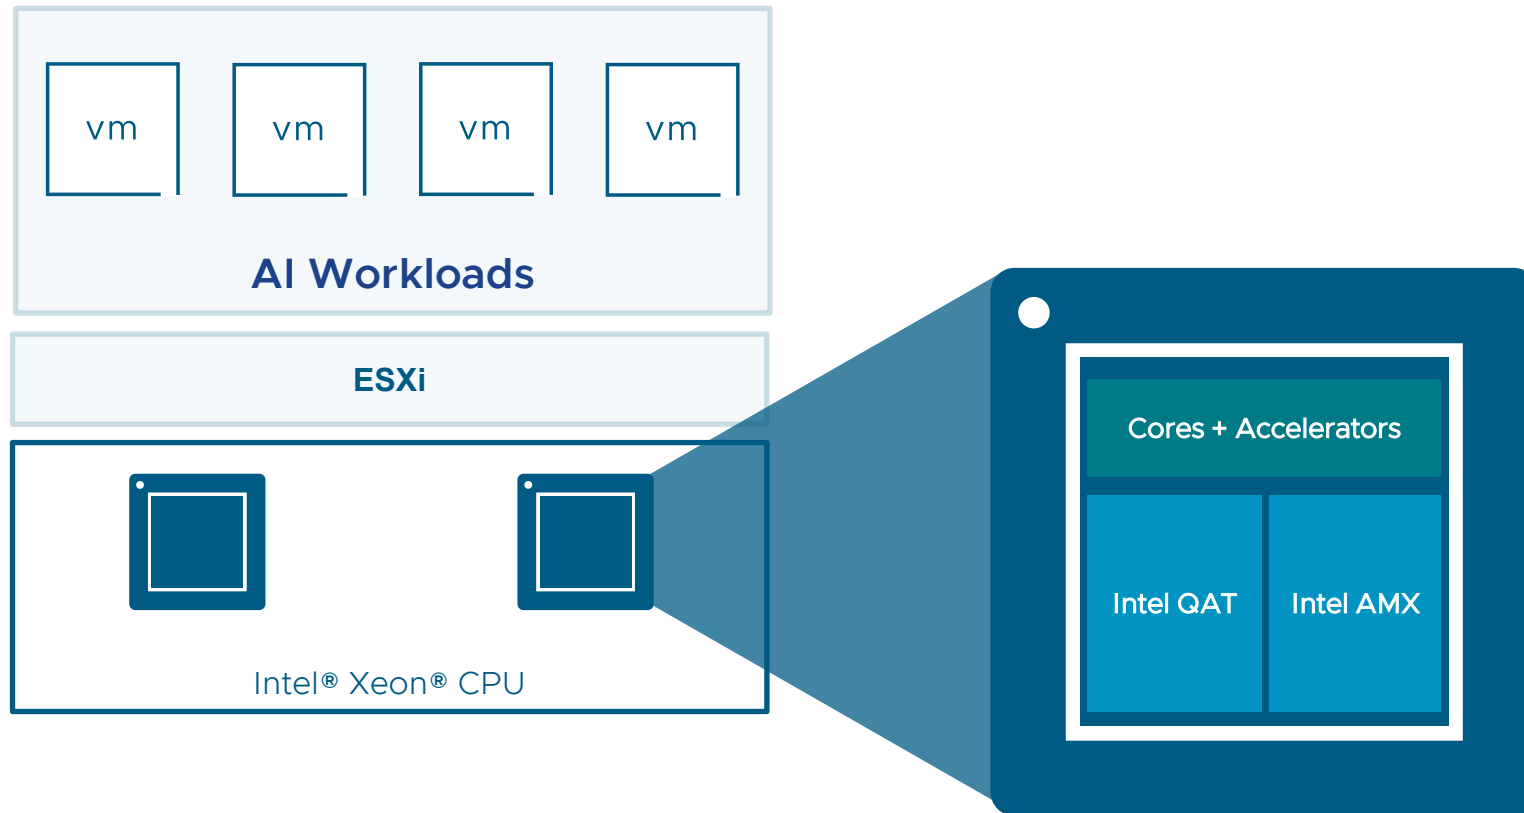 vm vm vm vm
AI Workloads
ESXi
Intel® Xeon® CPU
Cores + Accelerators
Intel QAT Intel AMX